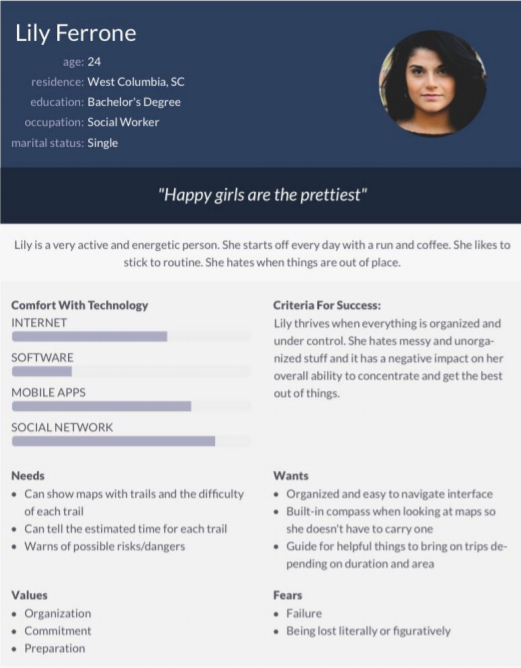 Lily Ferrone
age: 24
residence: West Columbia, SC
education: Bachelor's Degree
occupation: Social Worker
marital status: Single
"Happy girls are the prettiest"
Lily is a very active and energetic person. She starts off every day with a run and coffee. She likes to
stick to routine. She hates when things are out of place.
Comfort With Technology
INTERNET
SOFTWARE
MOBILE APPS
SOCIAL NETWORK
Criteria For Success:
Lily thrives when everything is organized and
under control. She hates messy and unorga-
nized stuff and it has a negative impact on her
overall ability to concentrate and get the best
out of things.
Needs
• Can show maps with trails and the difficulty
of each trail
• Can tell the estimated time for each trail
• Warns of possible risks/dangers
Wants
• Organized and easy to navigate interface
• Built-in compass when looking at maps so
she doesn't have to carry one
• Guide for helpful things to bring on trips de-
pending on duration and area
Values
• Organization
• Commitment
• Preparation
Fears
• Failure
• Being lost literally or figuratively